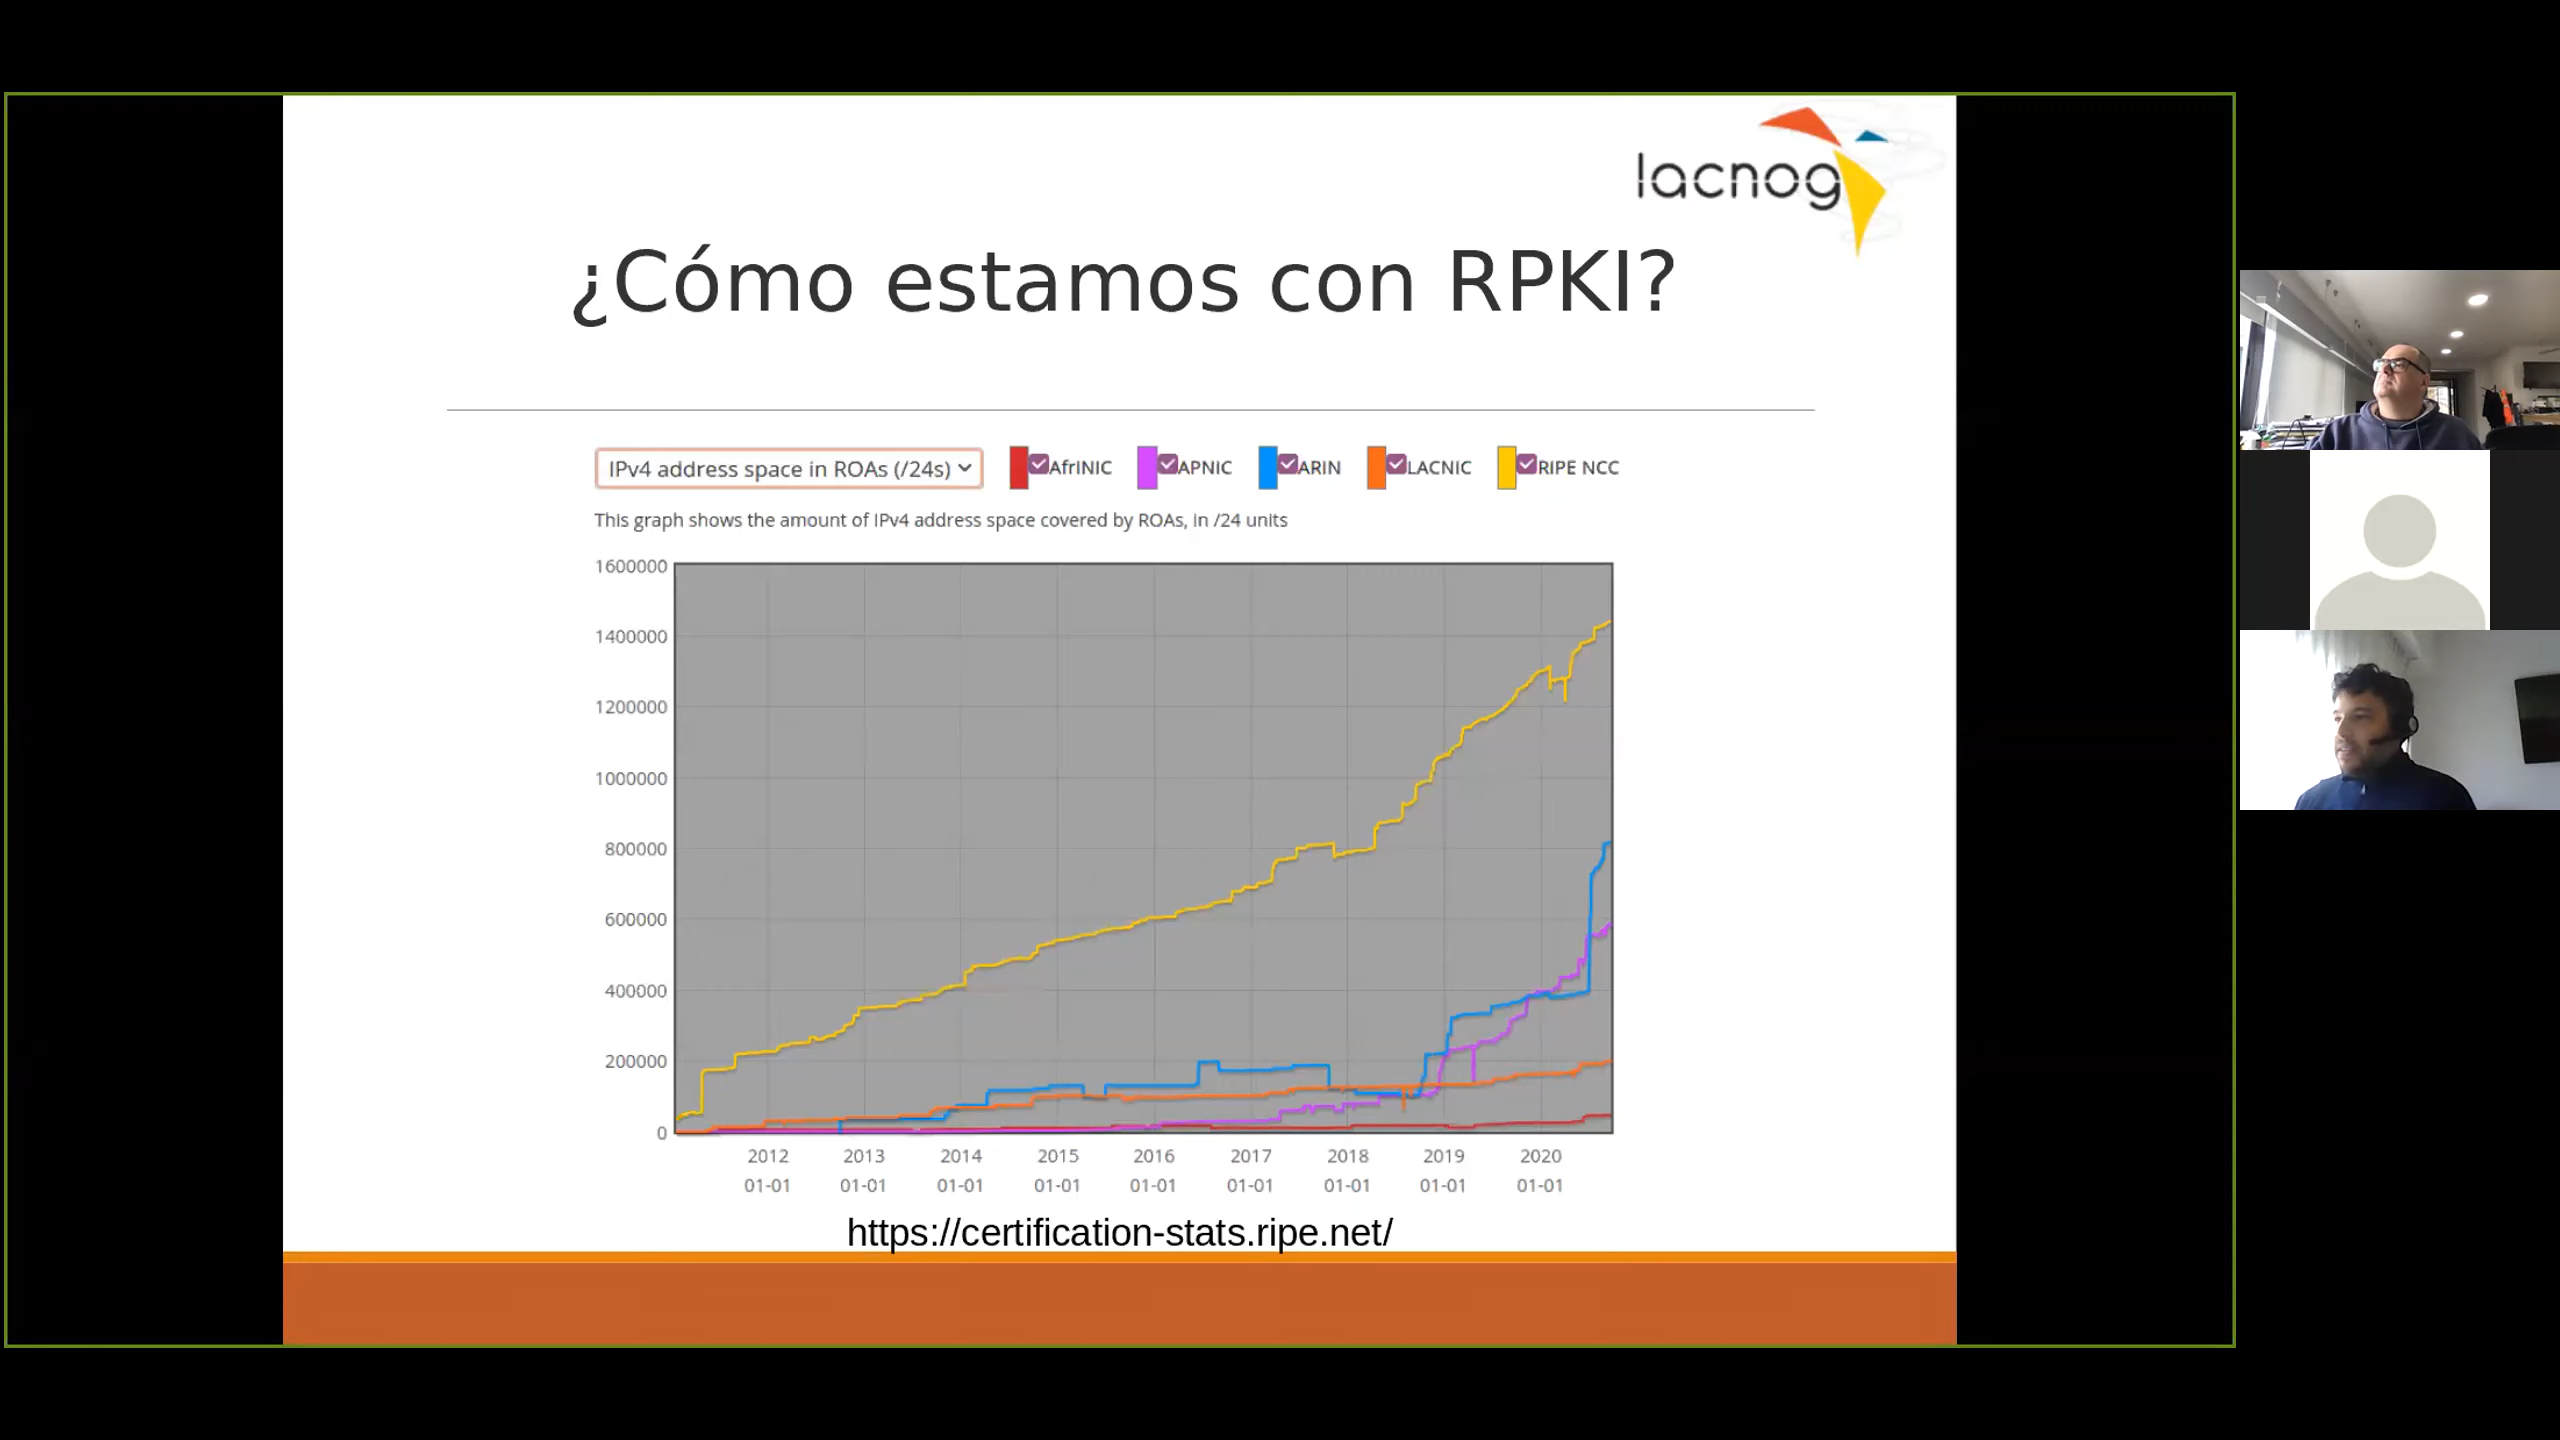 lacnog
¿Cómo estamos con RPKI?
IPv4 address space in ROAs (/24s) AfriNIC APNIC ARIN LACNIC RIPE NCC
This graph shows the amount of IPv4 address space covered by ROAs, in /24 units
1600000
1400000
1200000
1000000
800000
600000
400000
200000
0
2012 2013 2014 2015 2016 2017 2018 2019 2020
01-01 01-01 01-01 01-01 01-01 01-01 01-01 01-01 01-01
https://certification-stats.ripe.net/